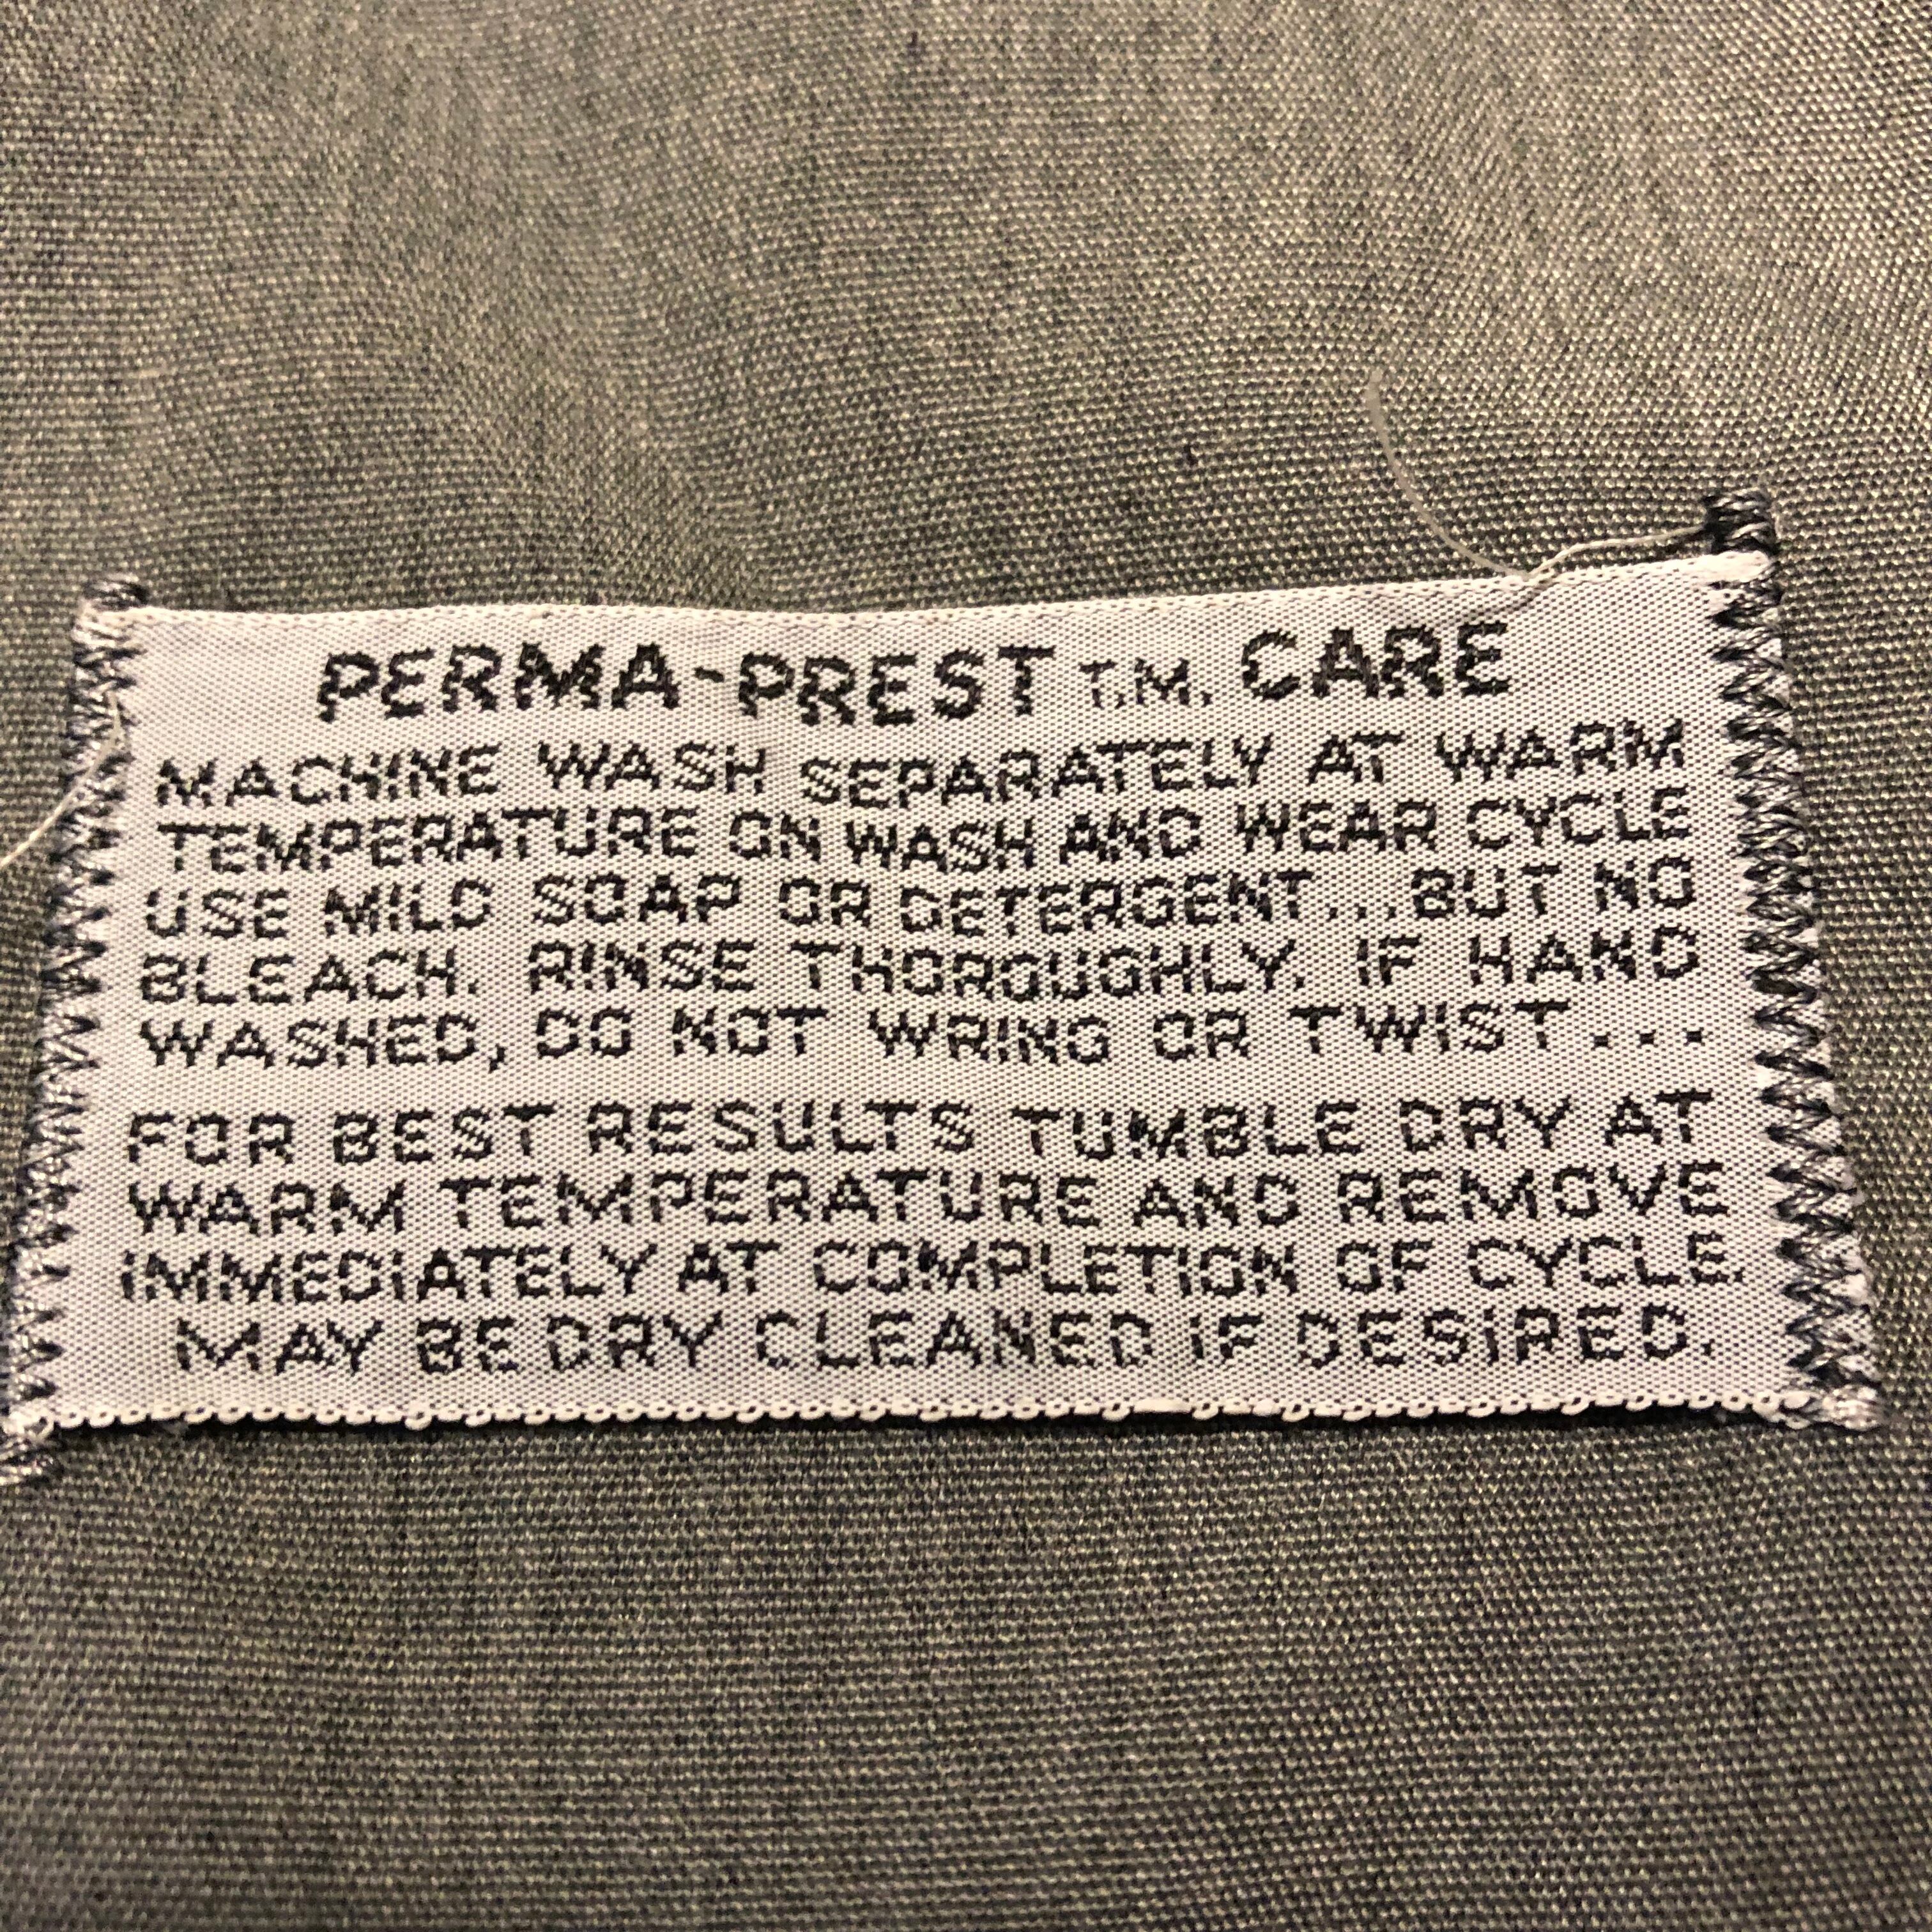 PERMA-PREST T.M. CARE
MACHINE WASH SEPARATELY AT WARM
TEMPERATURE ON WASH AND WEAR CYCLE
USE MILD SOAP OR DETERGENT...BUT NO
BLEACH. RINSE THOROUGHLY. IF HAND
WASHED, DO NOT WRING OR TWIST...
FOR BEST RESULTS TUMBLE DRY AT
WARM TEMPERATURE AND REMOVE
IMMEDIATELY AT COMPLETION OF CYCLE.
MAY BE DRY CLEANED IF DESIRED.